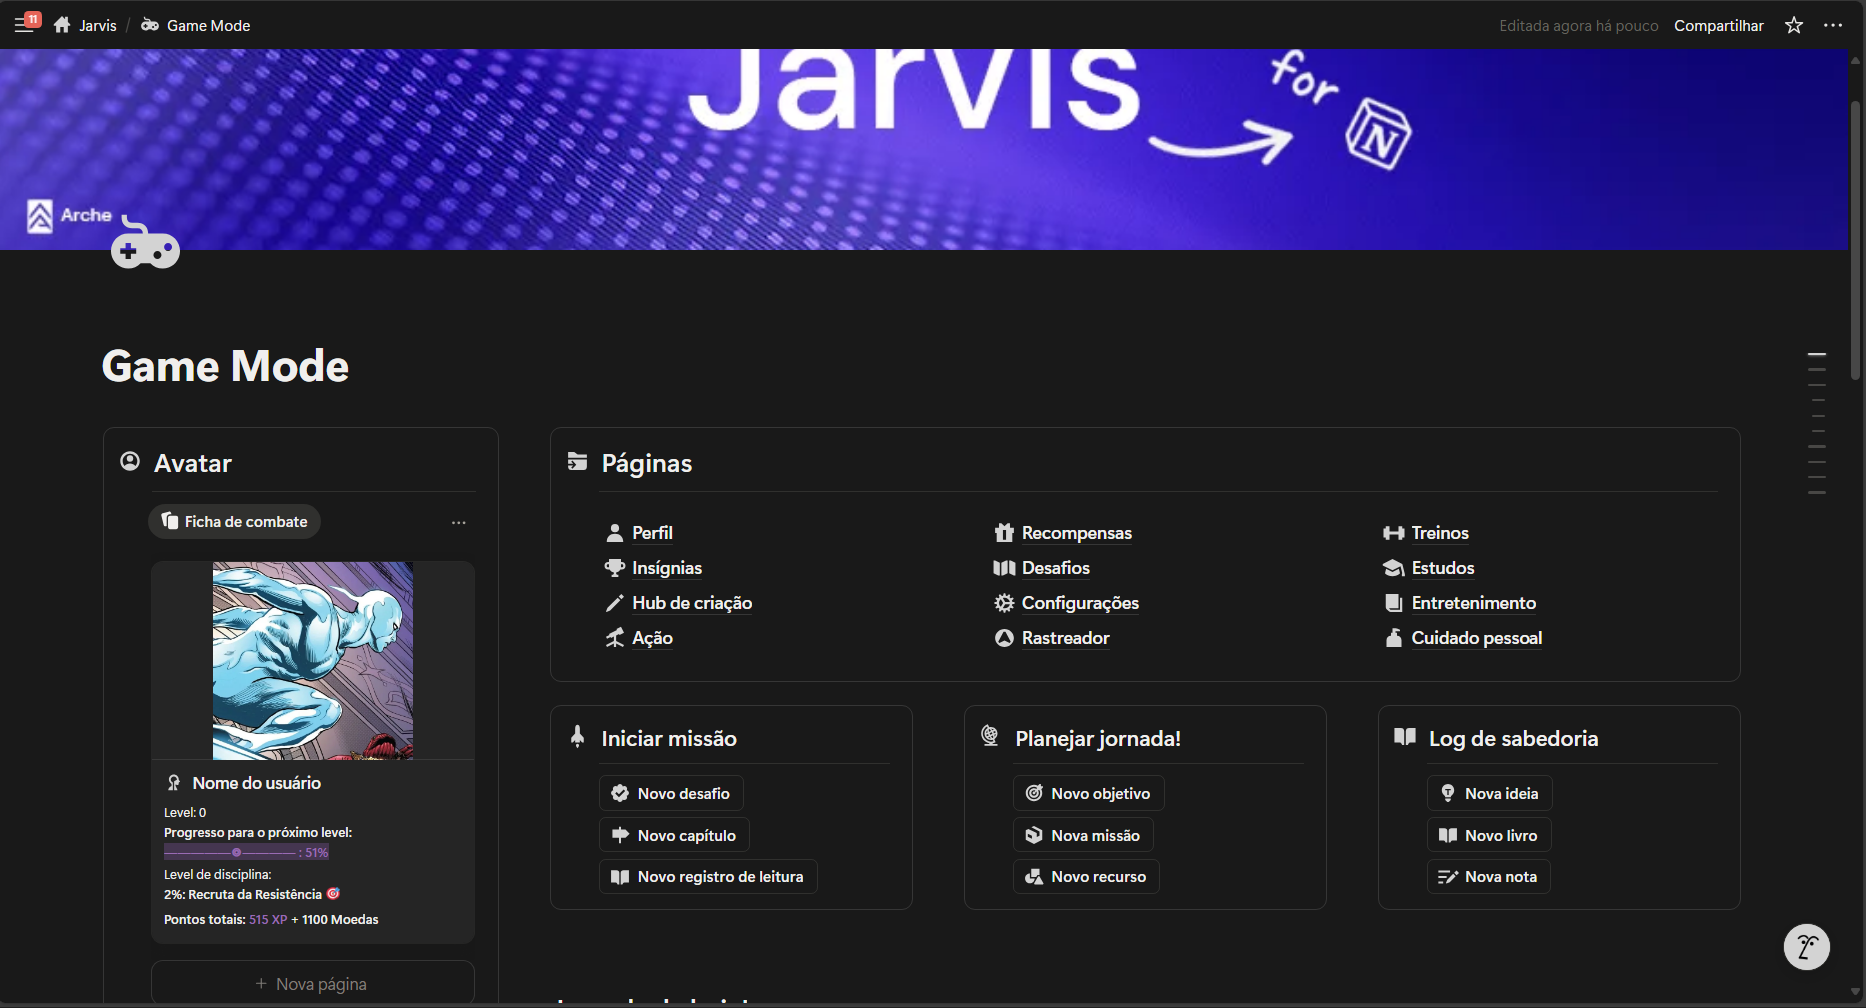 11
Jarvis / Game Mode
Editada agora há pouco
Compartilhar
Jarvis
for
N
Arche
Game Mode
Avatar
Ficha de combate
Nome do usuário
Level: 0
Progresso para o próximo level:
: 51%
Level de disciplina:
2%: Recruta da Resistência 🎯
Pontos totais: 515 XP + 1100 Moedas
+ Nova página
Páginas
Perfil
Insígnias
Hub de criação
Ação
Recompensas
Desafios
Configurações
Rastreador
Treinos
Estudos
Entretenimento
Cuidado pessoal
Iniciar missão
Novo desafio
Novo capítulo
Novo registro de leitura
Planejar jornada!
Novo objetivo
Nova missão
Novo recurso
Log de sabedoria
Nova ideia
Novo livro
Nova nota